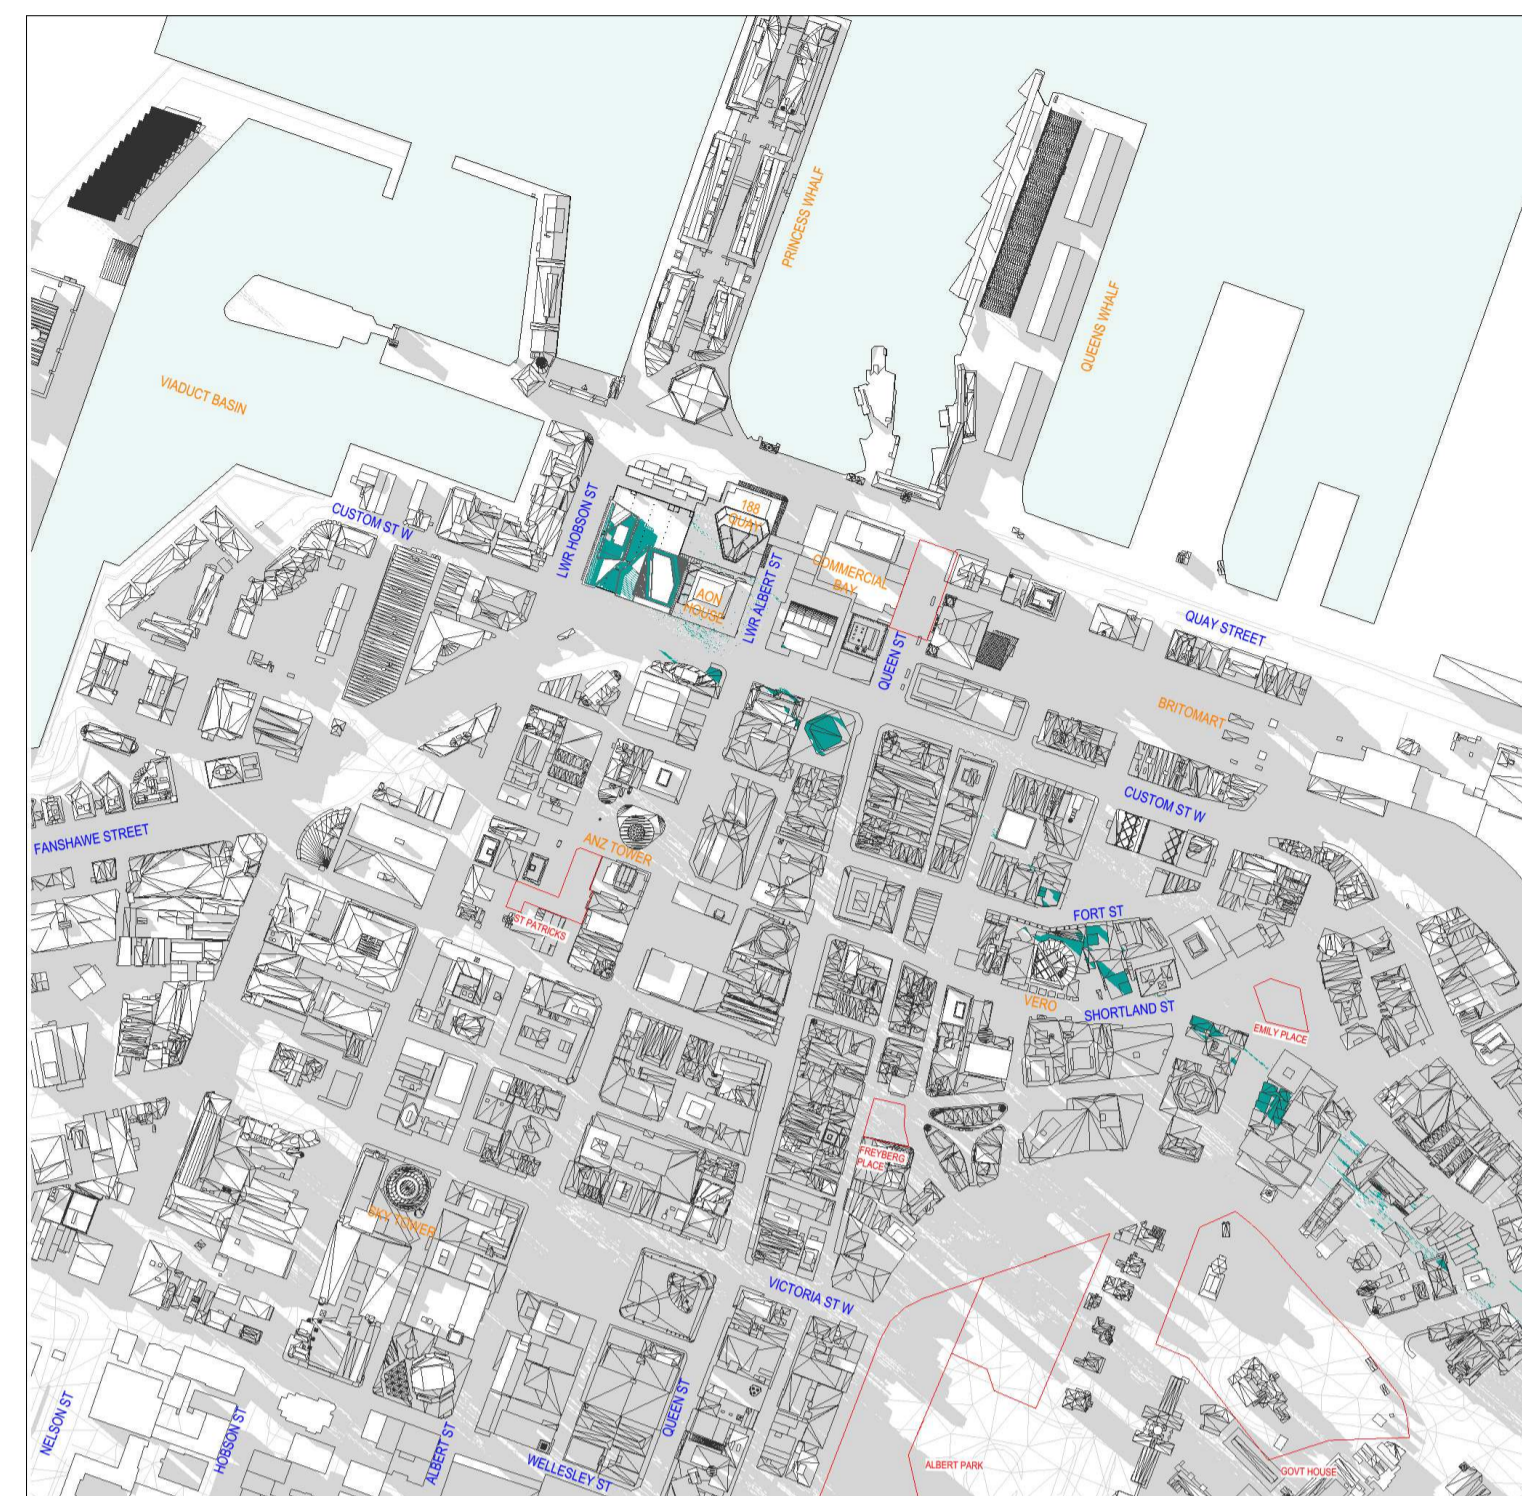 PRINCESS WHALF
QUEENS WHALF
VIADUCT BASIN
CUSTOM ST W
LWR HOBSON ST
188
QUAY
AON
HOUSE
LWR ALBERT ST
COMMERCIAL
BAY
QUEEN ST
QUAY STREET
BRITOMART
CUSTOM ST W
FANSHAWE STREET
ANZ TOWER
ST PATRICKS
FORT ST
VERO
SHORTLAND ST
EMILY PLACE
FREYBERG
PLACE
SKY TOWER
VICTORIA ST W
NELSON ST
HOBSON ST
ALBERT ST
WELLESLEY ST
QUEEN ST
ALBERT PARK
GOVT HOUSE